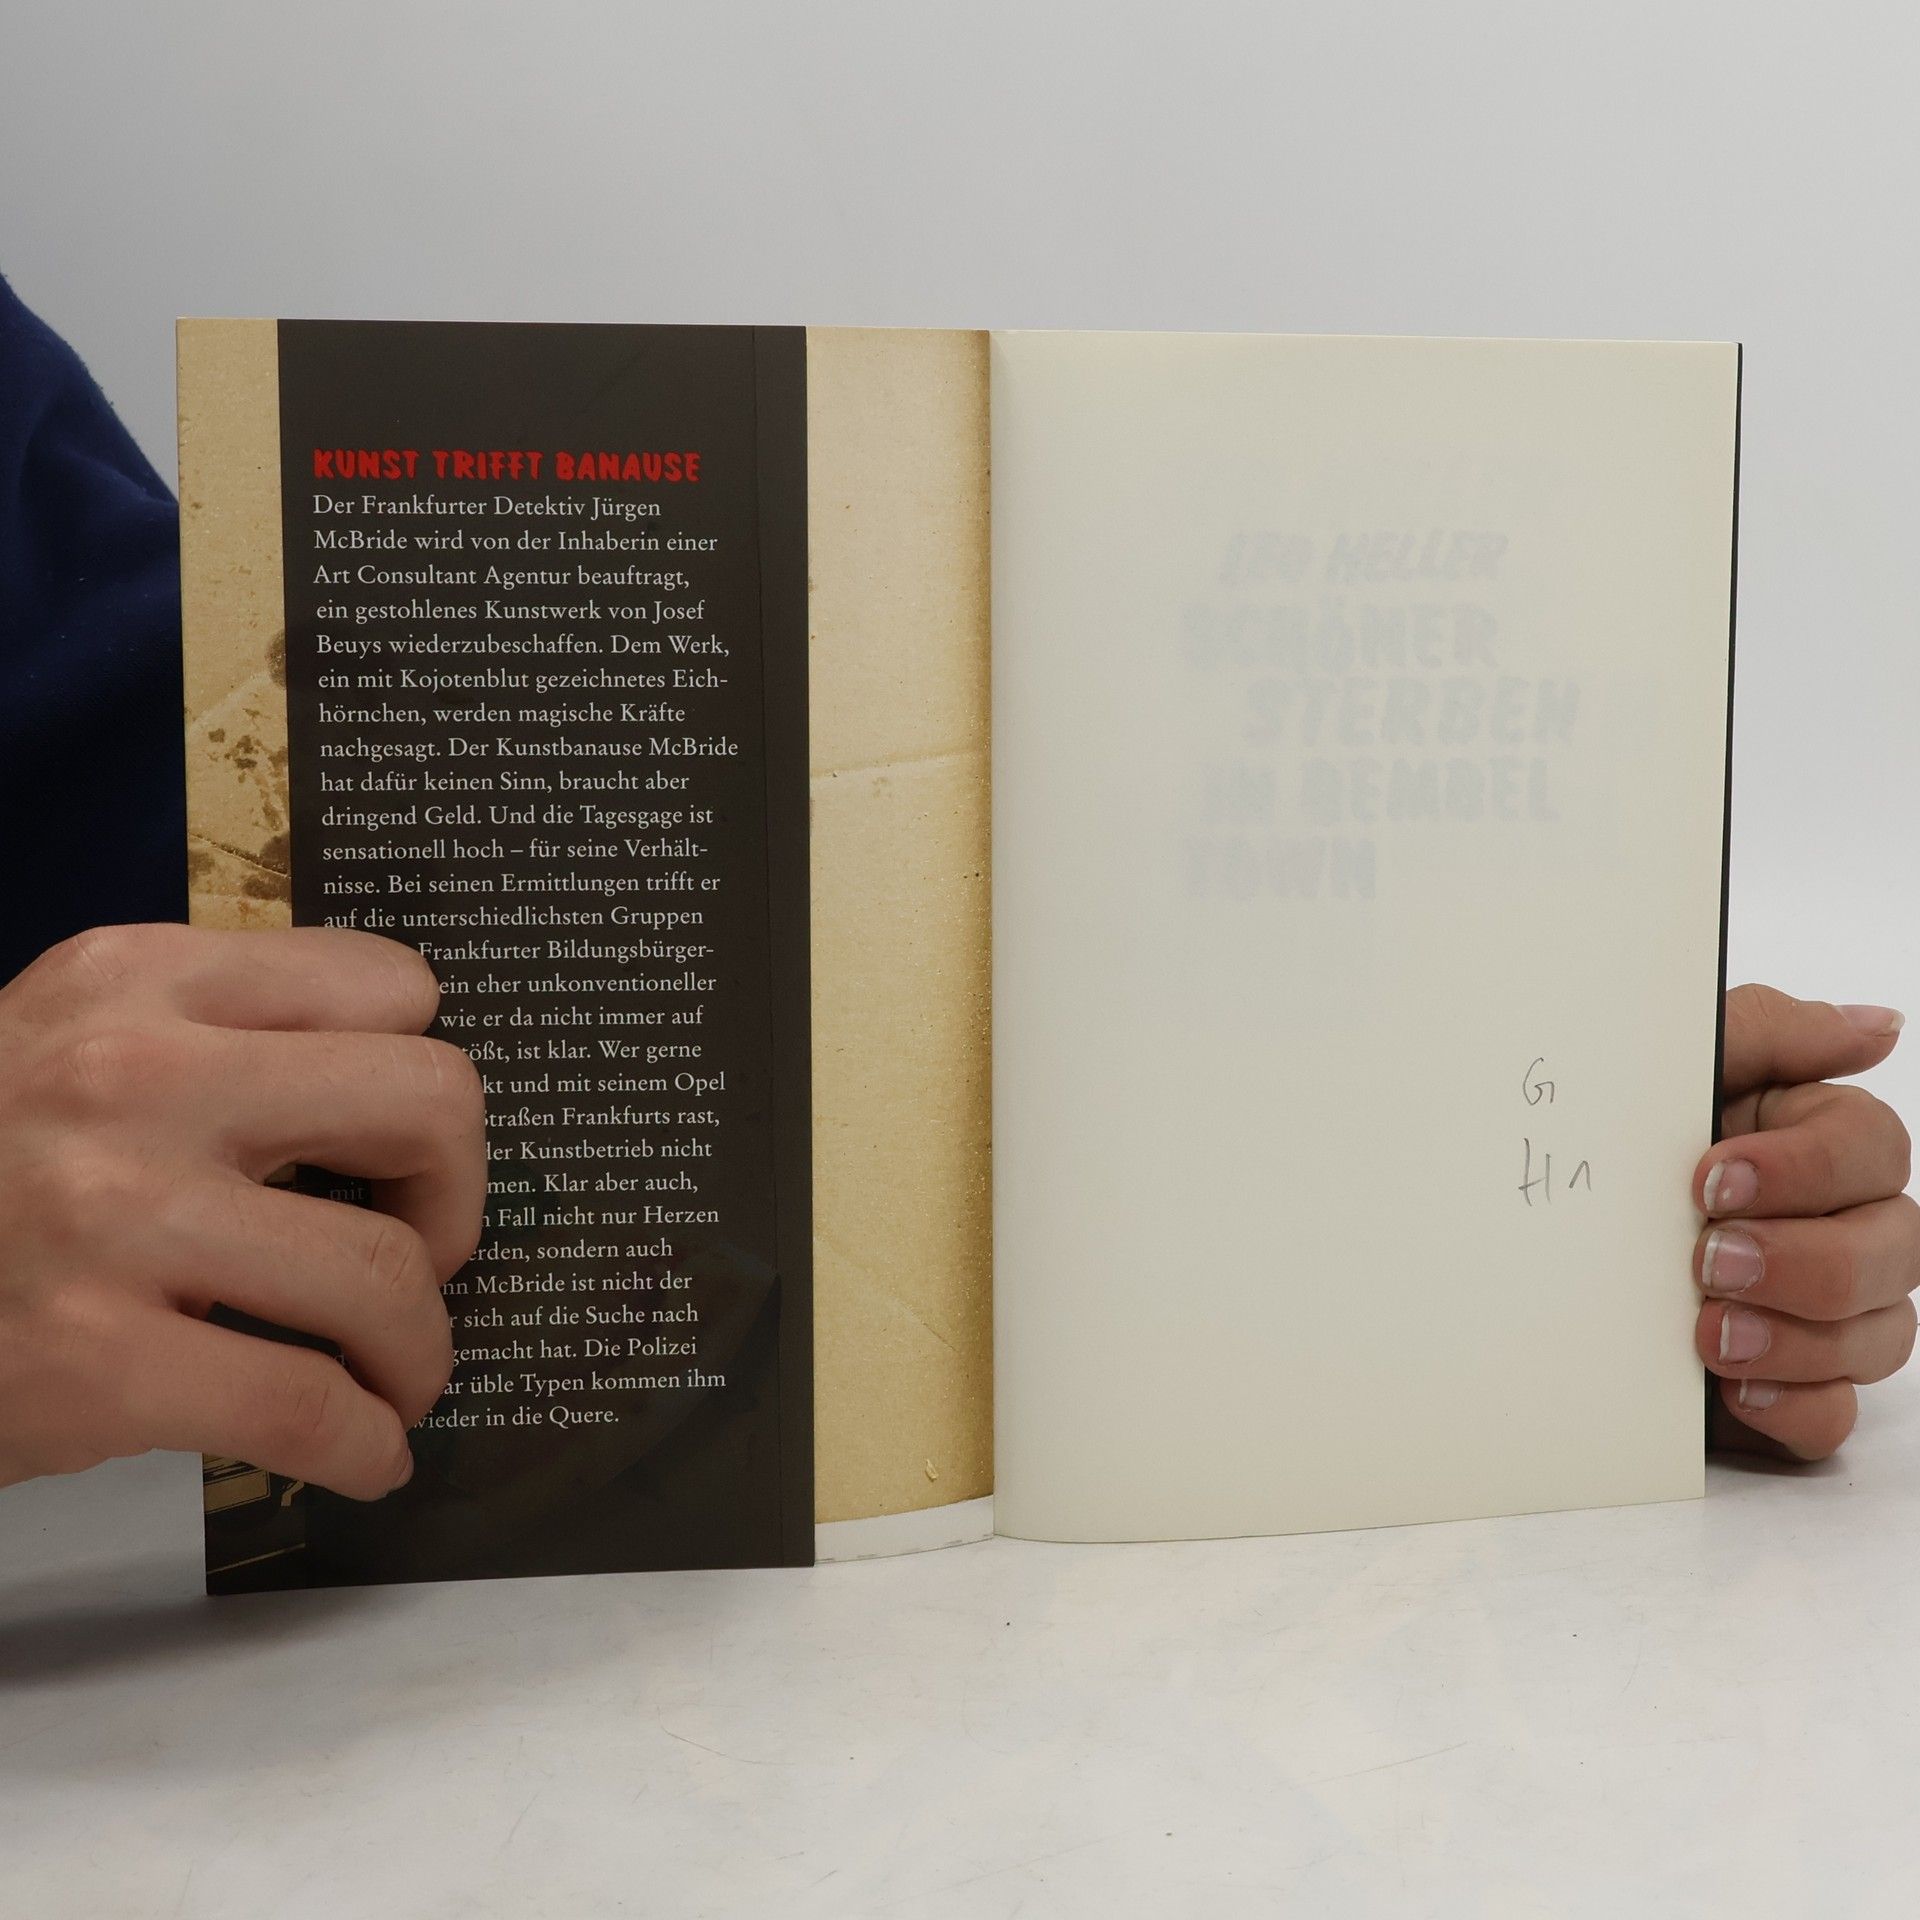 KUNST TRIFFT BANAUSE
Der Frankfurter Detektiv Jürgen
McBride wird von der Inhaberin einer
Art Consultant Agentur beauftragt,
ein gestohlenes Kunstwerk von Josef
Beuys wiederzubeschaffen. Dem Werk,
ein mit Kojotenblut gezeichnetes Eich-
hörnchen, werden magische Kräfte
nachgesagt. Der Kunstbanause McBride
hat dafür keinen Sinn, braucht aber
dringend Geld. Und die Tagesgage ist
sensationell hoch – für seine Verhält-
nisse. Bei seinen Ermittlungen trifft er
auf die unterschiedlichsten Gruppen
Frankfurter Bildungsbürger-
ein eher unkonventioneller
wie er da nicht immer auf
ist klar. Wer gerne
und mit seinem Opel
Straßen Frankfurts rast,
der Kunstbetrieb nicht
Klar aber auch,
Fall nicht nur Herzen
sondern auch
McBride ist nicht der
sich auf die Suche nach
gemacht hat. Die Polizei
üble Typen kommen ihm
wieder in die Quere.
mit
LEO HELLER
SCHÖNER
STERBEN
IN BEMBEL
TOWN
G
H1